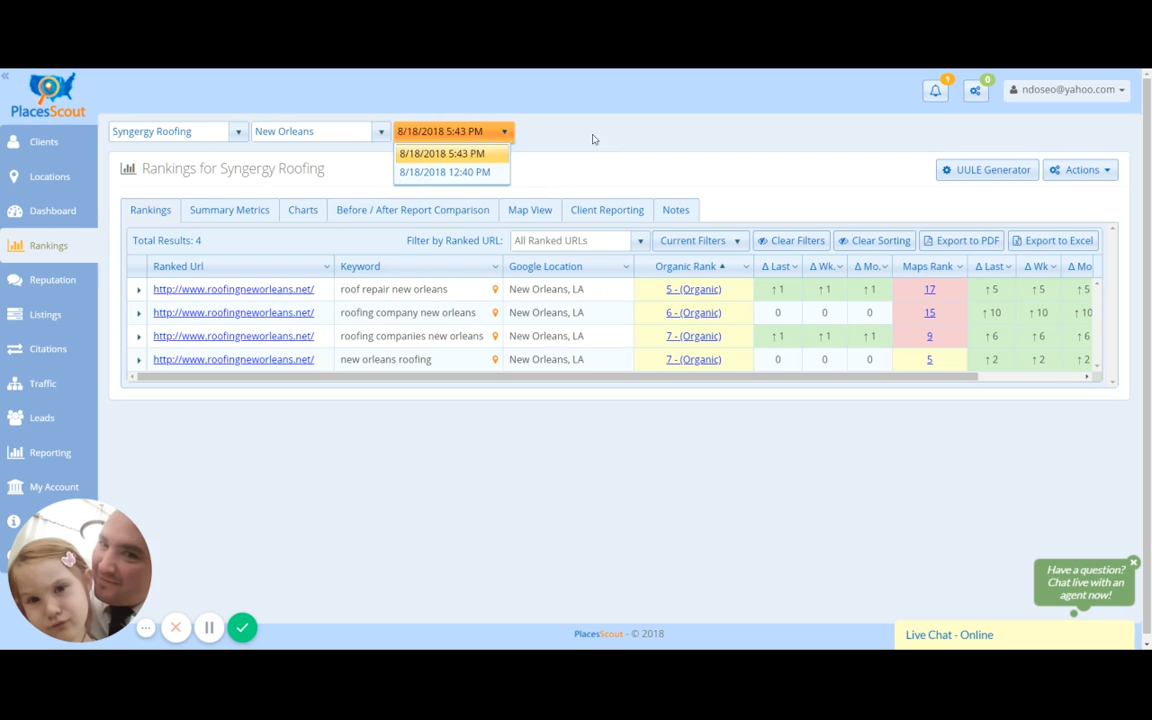 «
PlacesScout
1
0
ndoseo@yahoo.com
Syngergy Roofing
New Orleans
8/18/2018 5:43 PM
8/18/2018 5:43 PM
8/18/2018 12:40 PM
Clients
Locations
Dashboard
Rankings
Reputation
Listings
Citations
Traffic
Leads
Reporting
My Account
Rankings for Syngergy Roofing
UULE Generator
Actions
Rankings Summary Metrics Charts Before / After Report Comparison Map View Client Reporting Notes
Total Results: 4 Filter by Ranked URL: All Ranked URLs Current Filters Clear Filters Clear Sorting Export to PDF Export to Excel
Ranked Url Keyword Google Location Organic Rank Δ Last Δ Wk. Δ Mo. Maps Rank Δ Last Δ Wk Δ Mo
http://www.roofingneworleans.net/ roof repair new orleans New Orleans, LA 5 - (Organic) ↑ 1 ↑ 1 ↑ 1 17 ↑ 5 ↑ 5 ↑ 5
http://www.roofingneworleans.net/ roofing company new orleans New Orleans, LA 6 - (Organic) 0 0 0 15 ↑ 10 ↑ 10 ↑ 10
http://www.roofingneworleans.net/ roofing companies new orleans New Orleans, LA 7 - (Organic) ↑ 1 ↑ 1 ↑ 1 9 ↑ 6 ↑ 6 ↑ 6
http://www.roofingneworleans.net/ new orleans roofing New Orleans, LA 7 - (Organic) 0 0 0 5 ↑ 2 ↑ 2 ↑ 2
Have a question?
Chat live with an
agent now!
PlacesScout - © 2018
Live Chat - Online